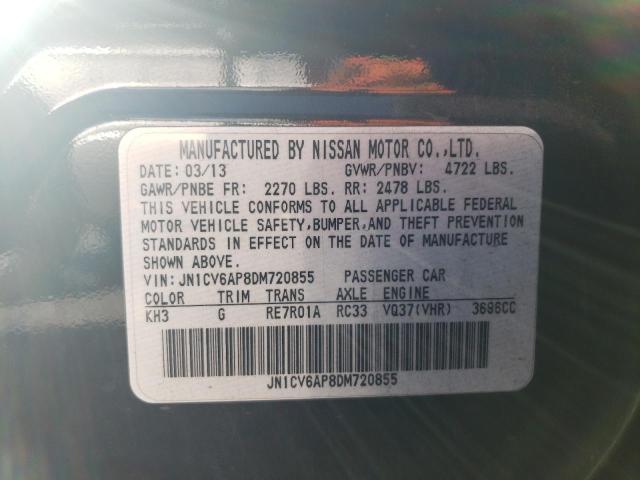 MANUFACTURED BY NISSAN MOTOR CO.,LTD.
DATE: 03/13 GVWR/PNBV: 4722 LBS.
GAWR/PNBE FR: 2270 LBS. RR: 2478 LBS.
THIS VEHICLE CONFORMS TO ALL APPLICABLE FEDERAL
MOTOR VEHICLE SAFETY, BUMPER, AND THEFT PREVENTION
STANDARDS IN EFFECT ON THE DATE OF MANUFACTURE
SHOWN ABOVE.
VIN: JN1CV6AP8DM720855 PASSENGER CAR
COLOR TRIM TRANS AXLE ENGINE
KH3 G RE7R01A RC33 VQ37(VHR) 3696CC
JN1CV6AP8DM720855